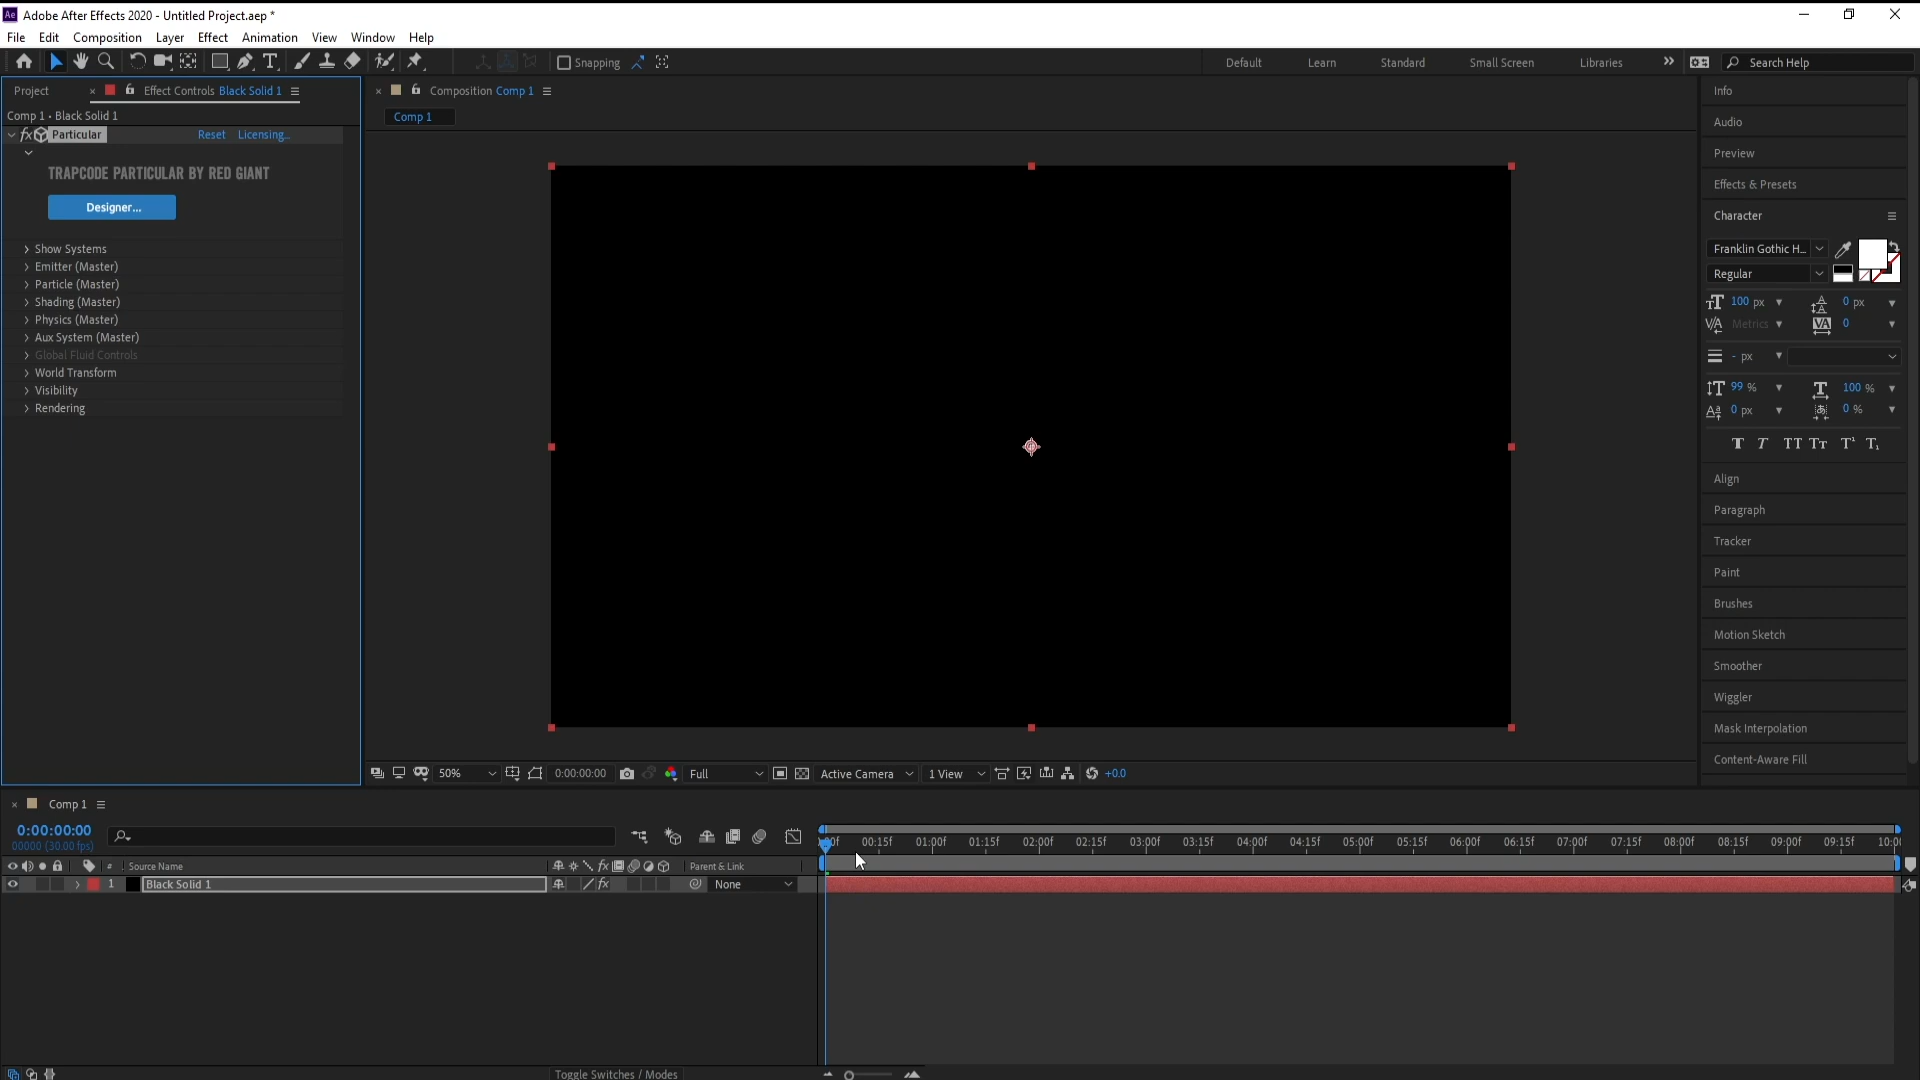 Ae Adobe After Effects 2020 - Untitled Project.aep *
File Edit Composition Layer Effect Animation View Window Help
Snapping
Default Learn Standard Small Screen Libraries
Search Help
Project
Effect Controls Black Solid 1
Comp 1 • Black Solid 1
fx Particular Reset Licensing...
TRAPCODE PARTICULAR BY RED GIANT
Designer...
Show Systems
Emitter (Master)
Particle (Master)
Shading (Master)
Physics (Master)
Aux System (Master)
Global Fluid Controls
World Transform
Visibility
Rendering
Composition Comp 1
Comp 1
50% 0:00:00:00 Full Active Camera 1 View +0.0
Info
Audio
Preview
Effects & Presets
Character
Franklin Gothic H...
Regular
100 px 0 px
Metrics 0
- px
99 % 100 %
0 px 0 %
T T TT Tт T¹ T₁
Align
Paragraph
Tracker
Paint
Brushes
Motion Sketch
Smoother
Wiggler
Mask Interpolation
Content-Aware Fill
Comp 1
0:00:00:00
00000 (30.00 fps)
# Source Name fx Parent & Link
1 Black Solid 1 fx None
00f 00:15f 01:00f 01:15f 02:00f 02:15f 03:00f 03:15f 04:00f 04:15f 05:00f 05:15f 06:00f 06:15f 07:00f 07:15f 08:00f 08:15f 09:00f 09:15f 10:0
Toggle Switches / Modes